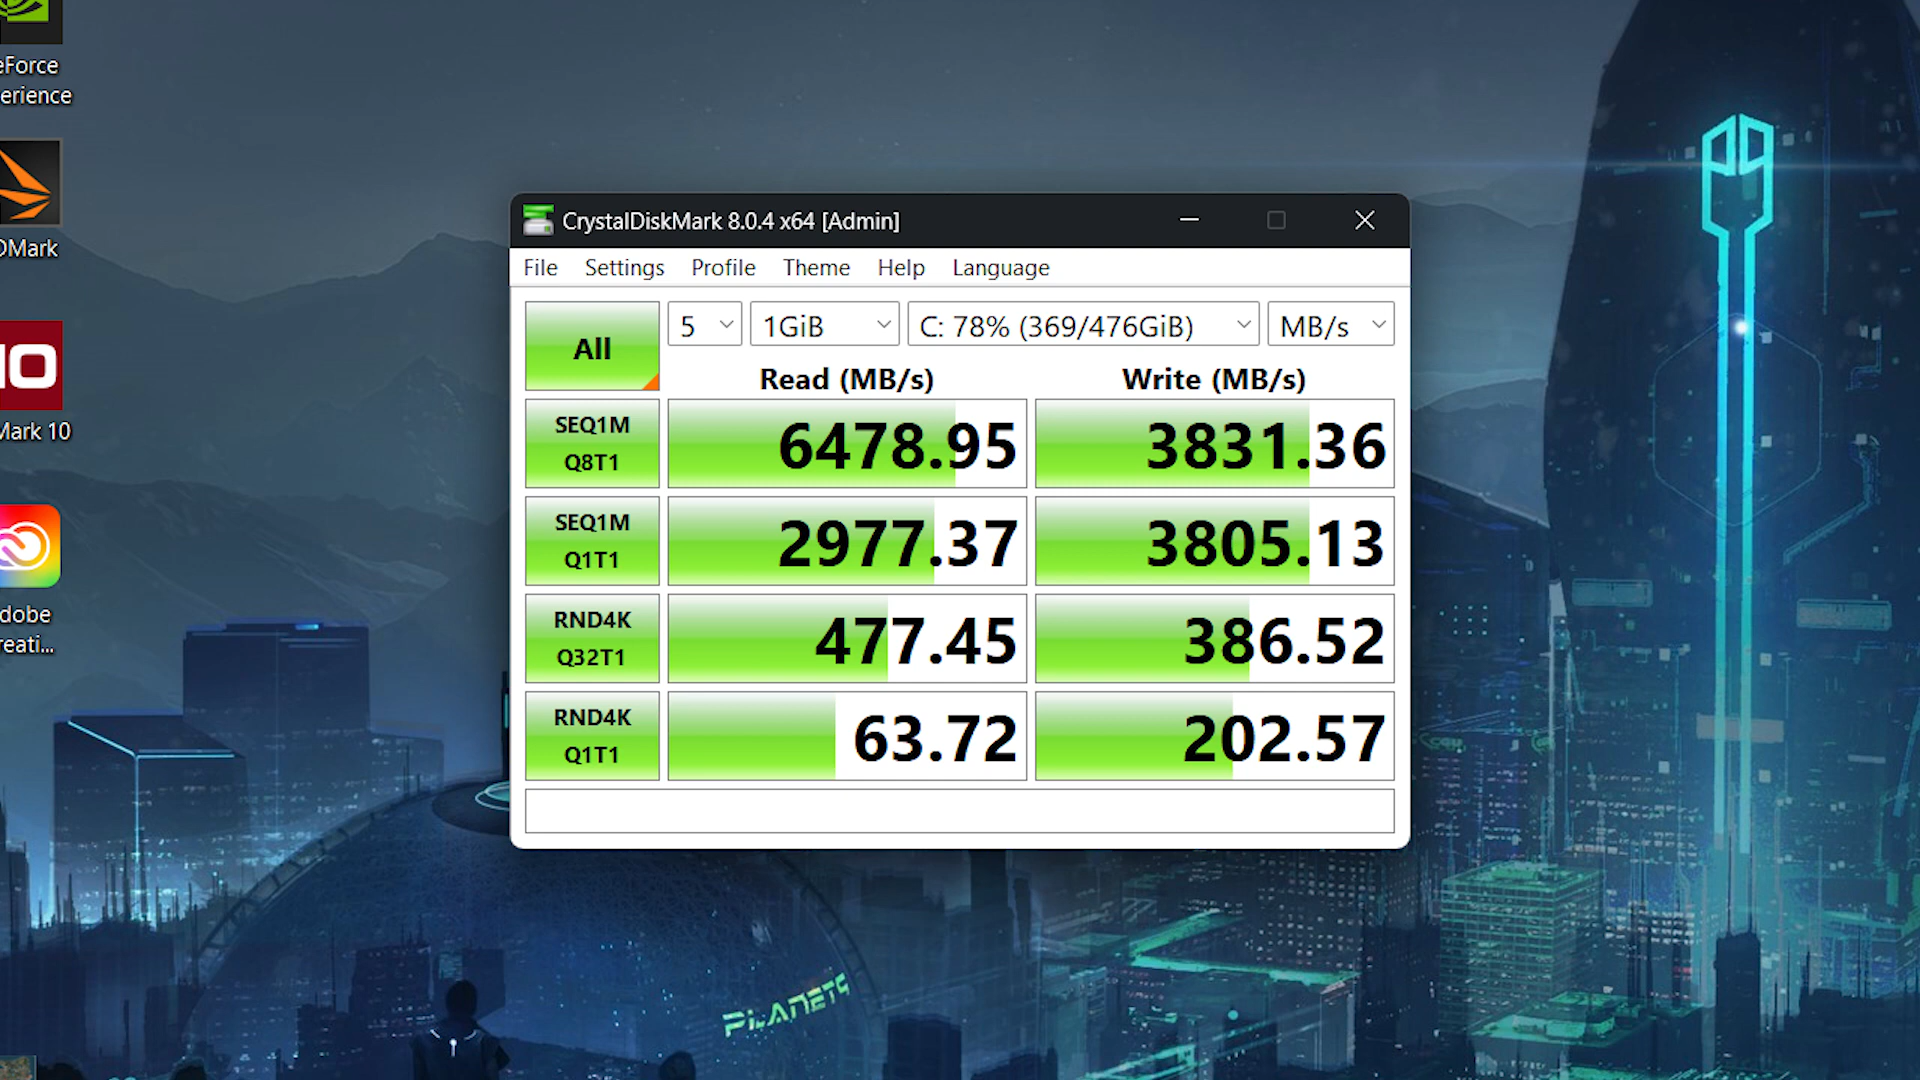 eForce
erience
DMark
10
Mark 10
dobe
reati...
CrystalDiskMark 8.0.4 x64 [Admin]
File Settings Profile Theme Help Language
All 5 1GiB C: 78% (369/476GiB) MB/s
Read (MB/s) Write (MB/s)
SEQ1M
Q8T1
6478.95 3831.36
SEQ1M
Q1T1
2977.37 3805.13
RND4K
Q32T1
477.45 386.52
RND4K
Q1T1
63.72 202.57
PLANET9